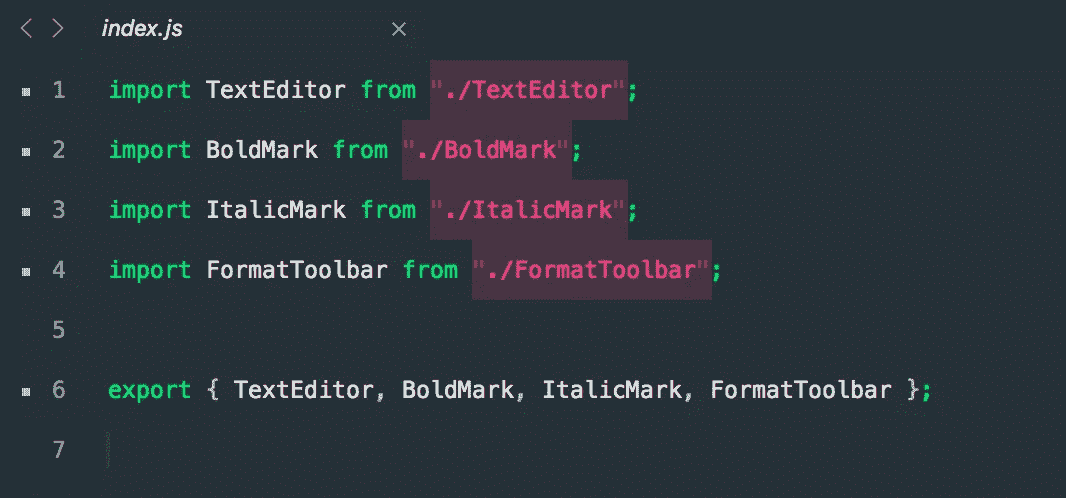 index.js
1 import TextEditor from "./TextEditor";
2 import BoldMark from "./BoldMark";
3 import ItalicMark from "./ItalicMark";
4 import FormatToolbar from "./FormatToolbar";
5
6 export { TextEditor, BoldMark, ItalicMark, FormatToolbar };
7